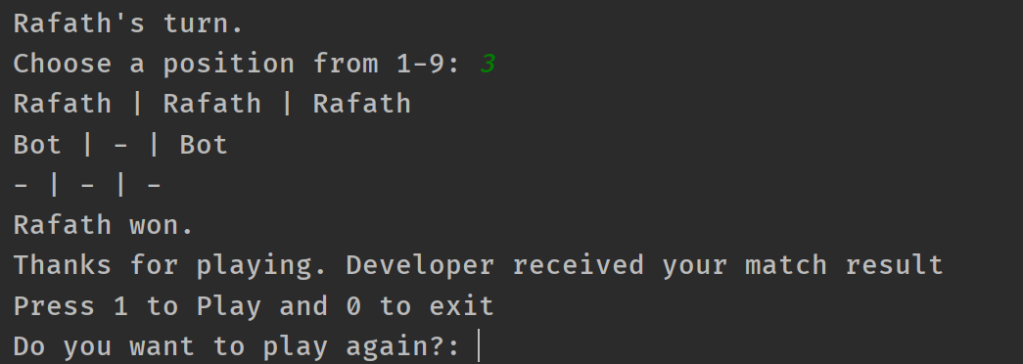 Rafath's turn.
Choose a position from 1-9: 3
Rafath | Rafath | Rafath
Bot | - | Bot
- | - | -
Rafath won.
Thanks for playing. Developer received your match result
Press 1 to Play and 0 to exit
Do you want to play again?: